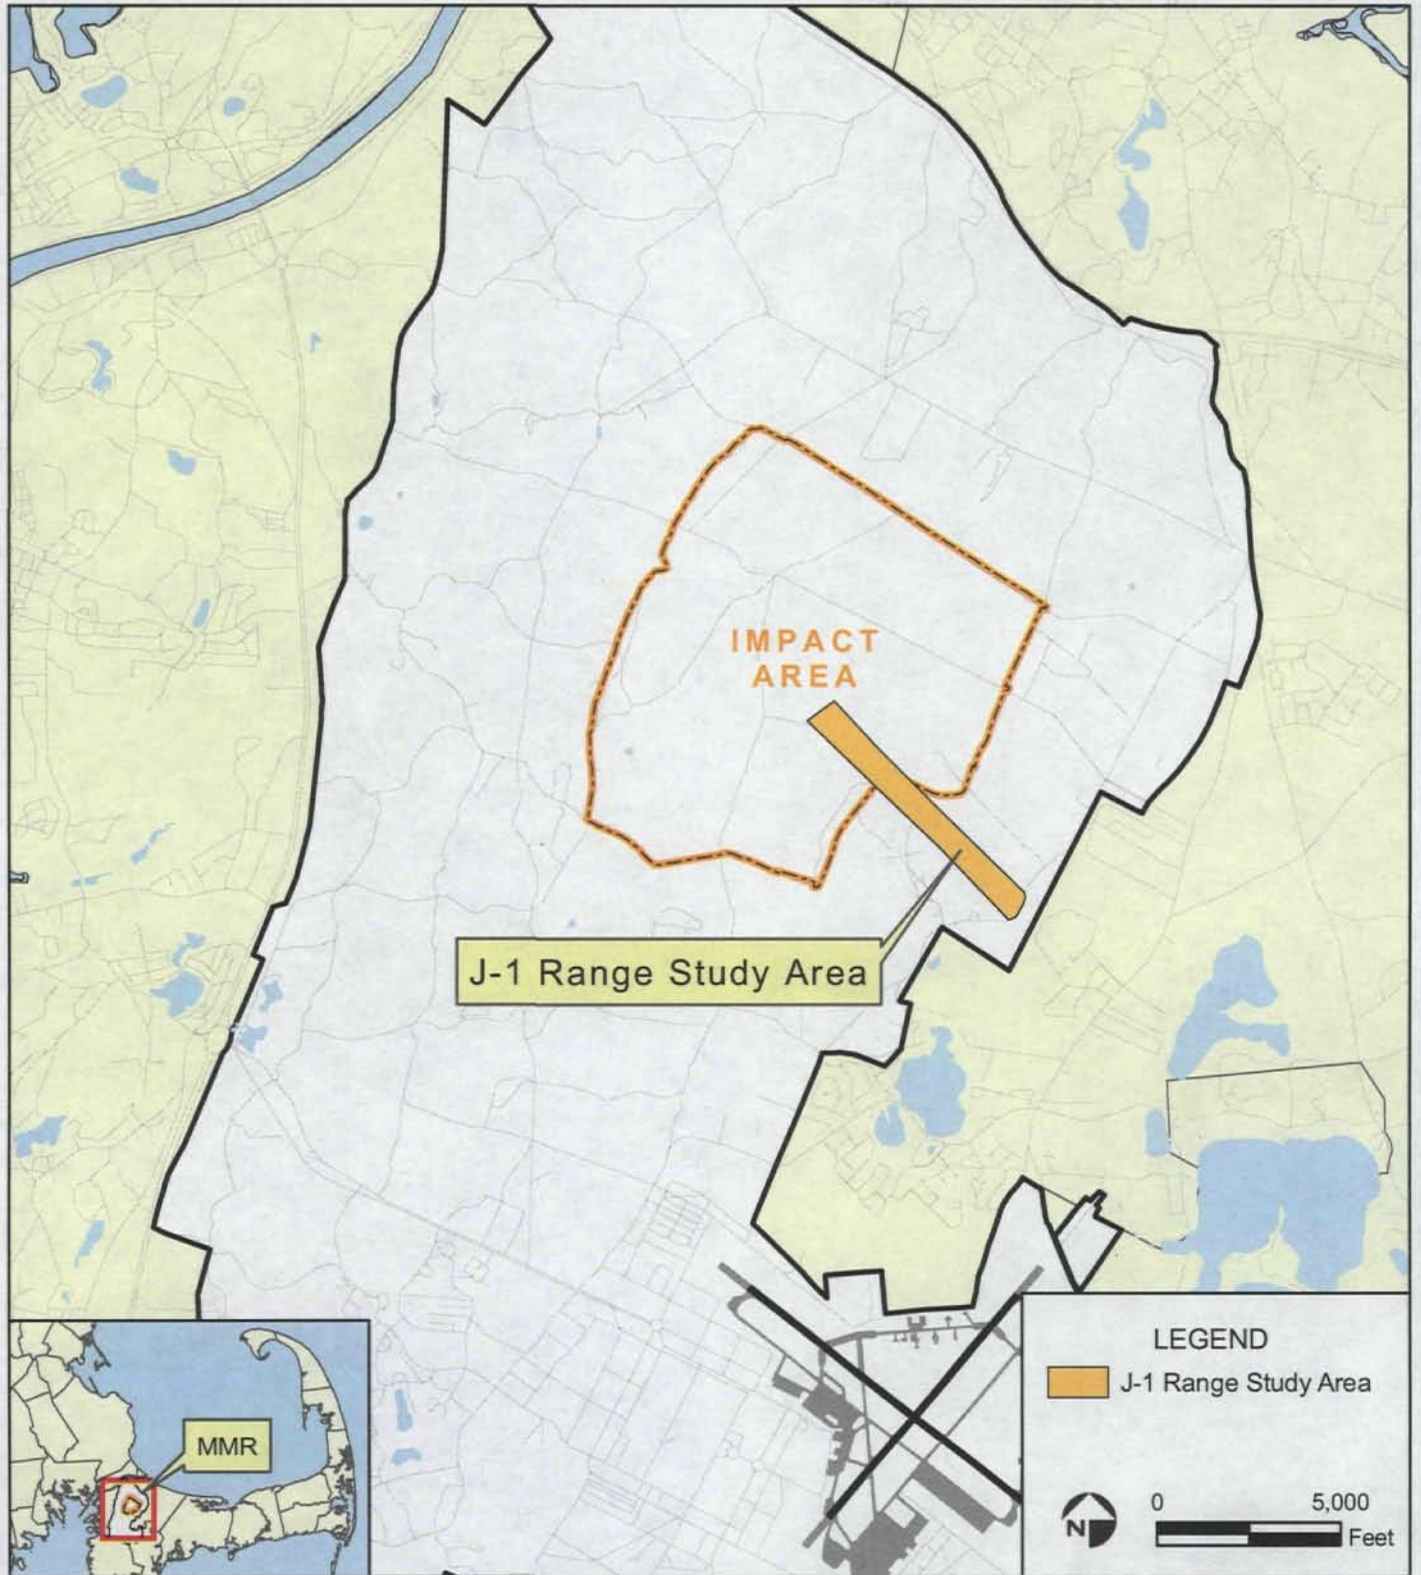 IMPACT
AREA
J-1 Range Study Area
MMR
LEGEND
J-1 Range Study Area
N
0 5,000
Feet